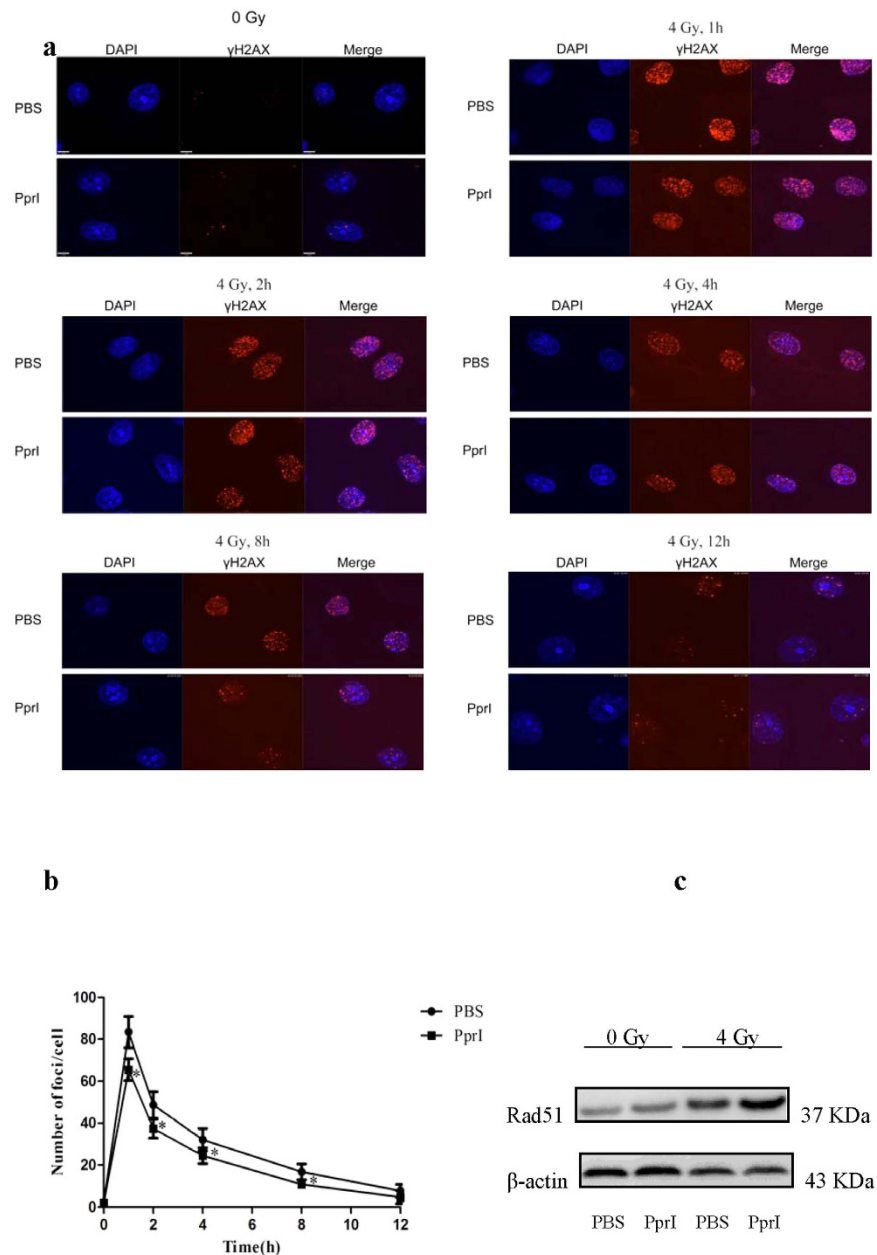 a
0 Gy
DAPI γH2AX Merge
PBS
PprI
4 Gy, 1h
DAPI γH2AX Merge
PBS
PprI
4 Gy, 2h
DAPI γH2AX Merge
PBS
PprI
4 Gy, 4h
DAPI γH2AX Merge
PBS
PprI
4 Gy, 8h
DAPI γH2AX Merge
PBS
PprI
4 Gy, 12h
DAPI γH2AX Merge
PBS
PprI
b
Number of foci/cell
100
80
60
40
20
0
0 2 4 6 8 10 12
Time(h)
PBS
PprI
*
*
*
*
c
0 Gy 4 Gy
Rad51 37 KDa
β-actin 43 KDa
PBS PprI PBS PprI